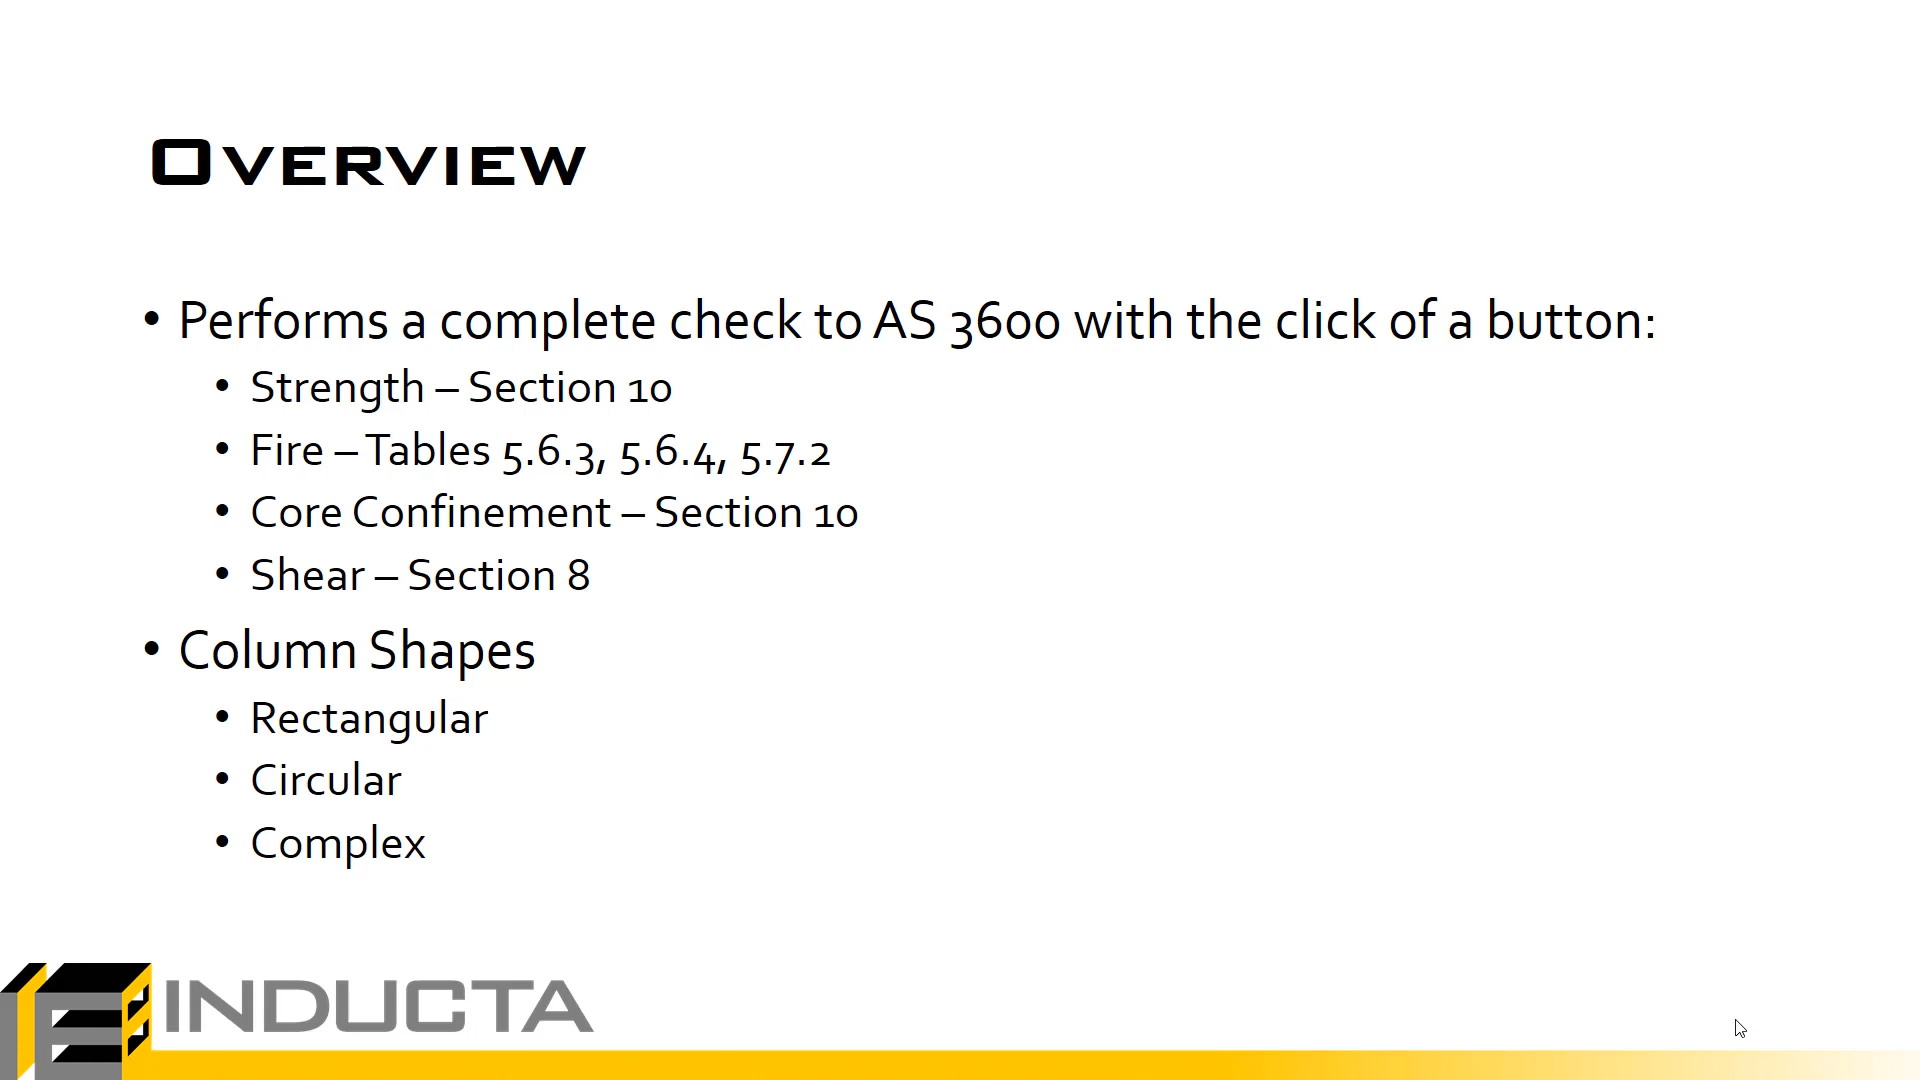 Overview
• Performs a complete check to AS 3600 with the click of a button:
• Strength – Section 10
• Fire – Tables 5.6.3, 5.6.4, 5.7.2
• Core Confinement – Section 10
• Shear – Section 8
• Column Shapes
• Rectangular
• Circular
• Complex
INDUCTA